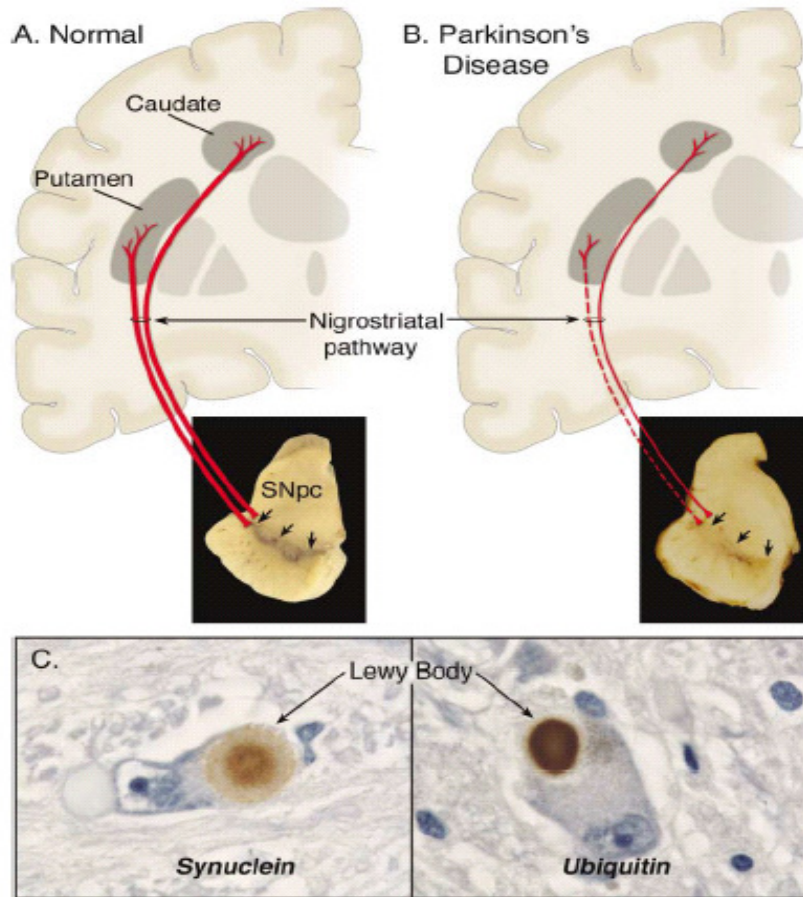 A. Normal
B. Parkinson's
Disease
Caudate
Putamen
Nigrostriatal
pathway
SNpc
C.
Lewy Body
Synuclein
Ubiquitin